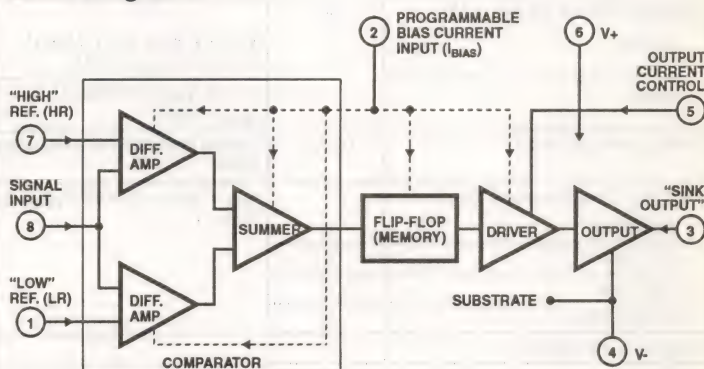 PROGRAMMABLE
BIAS CURRENT
INPUT (IBIAS)
2
6
V+
OUTPUT
CURRENT
CONTROL
5
"HIGH"
REF. (HR)
7
DIFF.
AMP
SIGNAL
INPUT
8
SUMMER
FLIP-FLOP
(MEMORY)
DRIVER
OUTPUT
"SINK
OUTPUT"
3
"LOW"
REF. (LR)
1
DIFF.
AMP
SUBSTRATE
4
V-
COMPARATOR